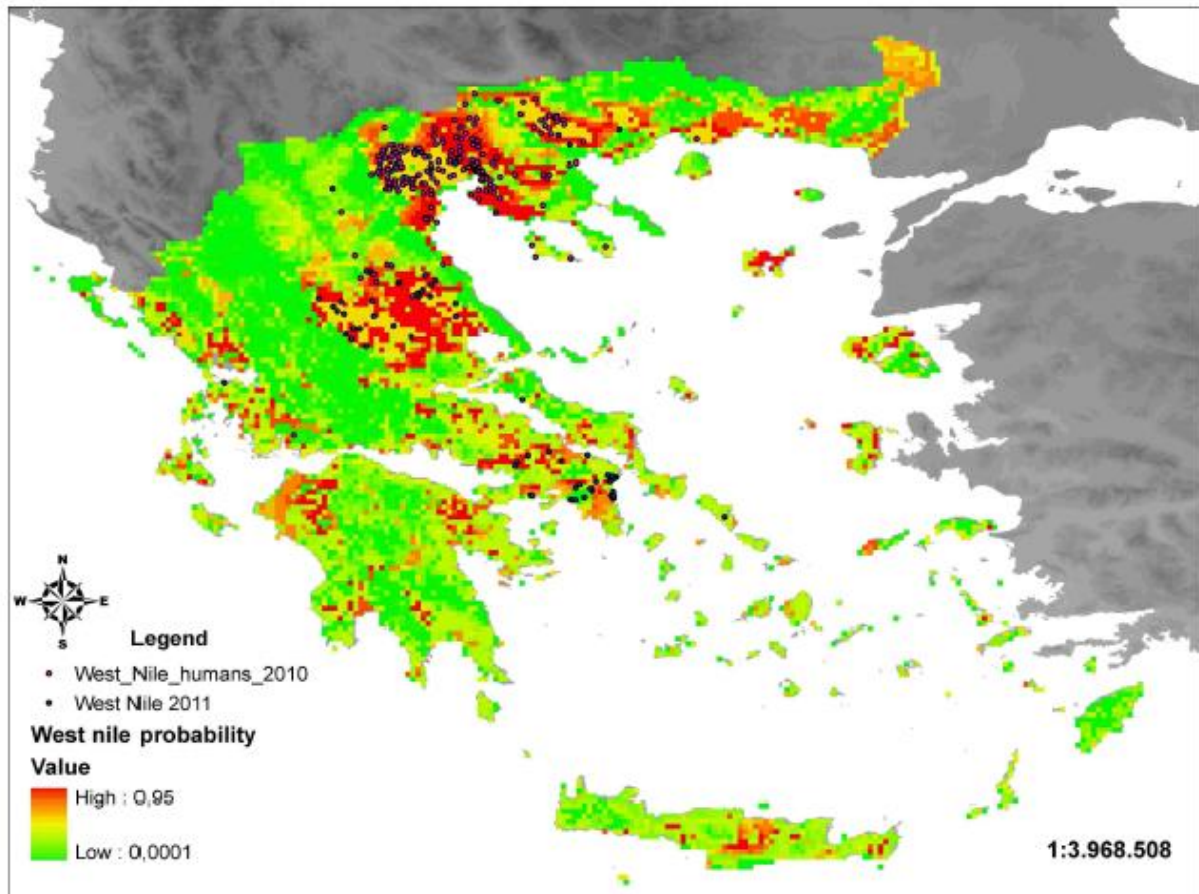 N
W E
S
Legend
West_Nile_humans_2010
West Nile 2011
West nile probability
Value
High : 0,95
Low : 0,0001
1:3.968.508